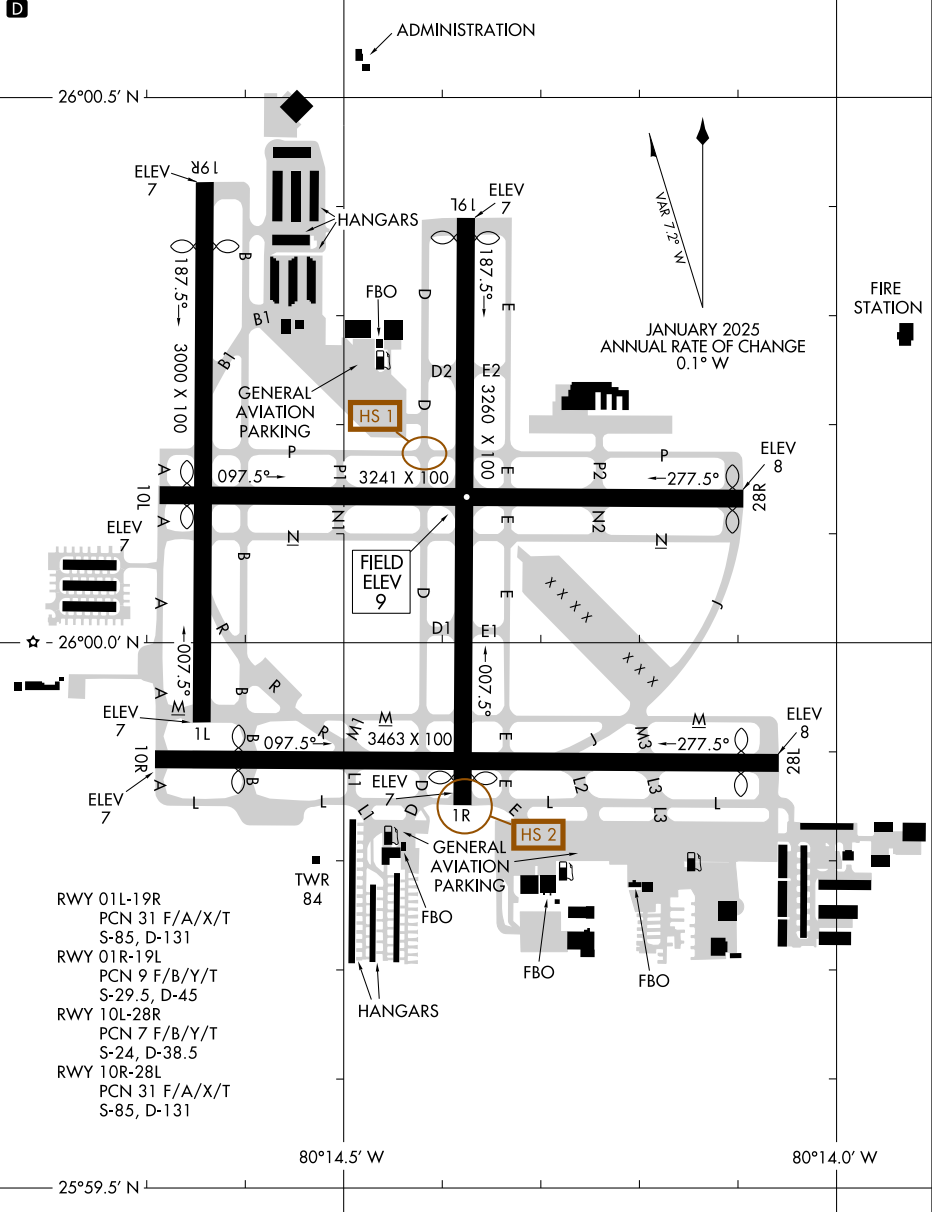 D
ADMINISTRATION
26°00.5' N
ELEV
7
19R
HANGARS
19L
ELEV
7
VAR 7.2° W
FIRE
STATION
JANUARY 2025
ANNUAL RATE OF CHANGE
0.1° W
187.5°
3000 X 100
B
B1
B1
FBO
D
187.5°
E
D2
E2
3260 X 100
GENERAL
AVIATION
PARKING
HS 1
D
P
P
A
097.5°
P1
3241 X 100
E
P2
277.5°
ELEV
8
10L
28R
A
N1
E
N2
N
N
ELEV
7
B
FIELD
ELEV
9
X X X X
D
E
A
J
R
D1
E1
26°00.0' N
X X X
007.5°
007.5°
R
A
B
M
ELEV
7
1L
B
R
M1
M
M
ELEV
8
097.5°
3463 X 100
E
J
M3
277.5°
10R
28L
ELEV
7
A
B
L1
ELEV
7
D
E
L2
L3
L
L
L1
D
1R
E
L
L3
L
HS 2
GENERAL
AVIATION
PARKING
TWR
84
FBO
FBO
FBO
HANGARS
RWY 01L-19R
PCN 31 F/A/X/T
S-85, D-131
RWY 01R-19L
PCN 9 F/B/Y/T
S-29.5, D-45
RWY 10L-28R
PCN 7 F/B/Y/T
S-24, D-38.5
RWY 10R-28L
PCN 31 F/A/X/T
S-85, D-131
80°14.5' W
80°14.0' W
25°59.5' N